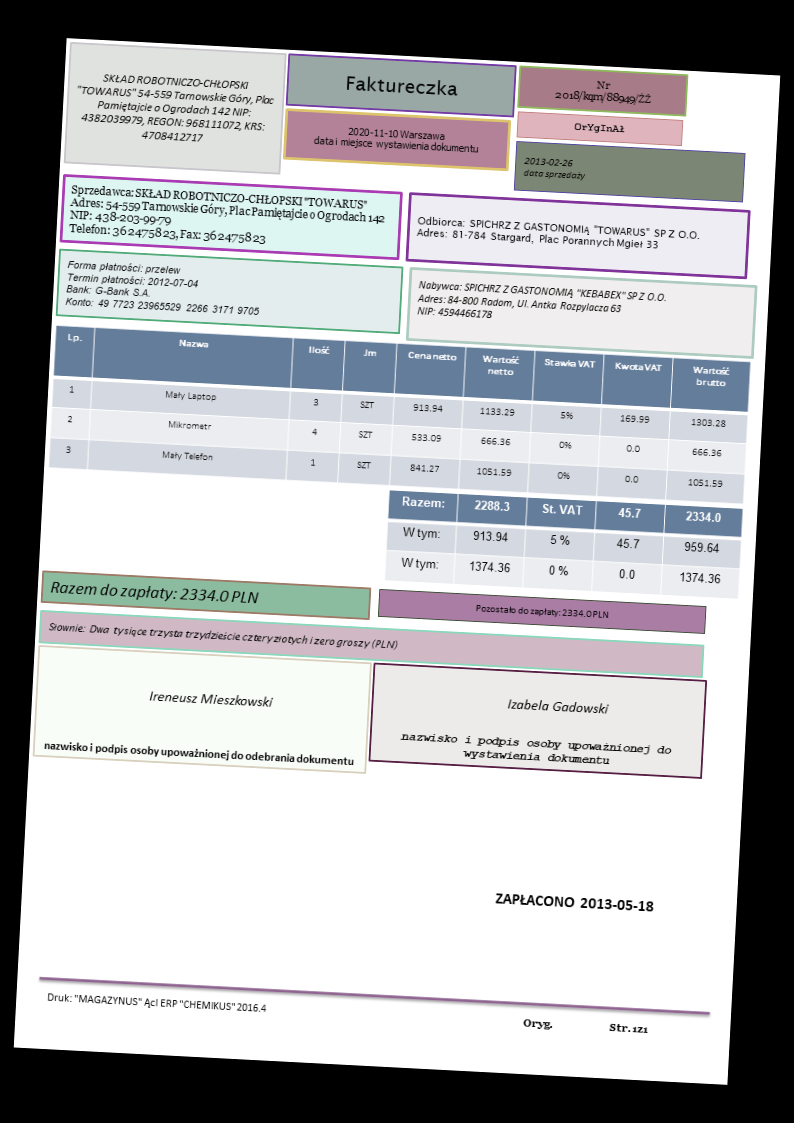 SKŁAD ROBOTNICZO-CHŁOPSKI
"TOWARUS" 54-559 Tarnowskie Góry, Plac
Pamiętajcie o Ogrodach 142 NIP:
4382039979, REGON: 968111072, KRS:
4708412717
Faktureczka
2020-11-10 Warszawa
data i miejsce wystawienia dokumentu
Nr
2018/kqm/88949/ŻŻ
OrYgInAł
2013-02-26
data sprzedaży
Sprzedawca: SKŁAD ROBOTNICZO-CHŁOPSKI "TOWARUS"
Adres: 54-559 Tarnowskie Góry, Plac Pamiętajcie o Ogrodach 142
NIP: 438-203-99-79
Telefon: 362475823, Fax: 362475823
Odbiorca: SPICHRZ Z GASTONOMIĄ "TOWARUS" SP Z O.O.
Adres: 81-784 Stargard, Plac Porannych Mgieł 33
Forma płatności: przelew
Termin płatności: 2012-07-04
Bank: G-Bank S.A.
Konto: 49 7723 23965529 2266 3171 9705
Nabywca: SPICHRZ Z GASTONOMIĄ "KEBABEX" SP Z O.O.
Adres: 84-800 Radom, Ul. Antka Rozpylacza 63
NIP: 4594466178
Lp. Nazwa Ilość Jm Cena netto Wartość netto Stawka VAT Kwota VAT Wartość brutto
1 Mały Laptop 3 SZT 913.94 1133.29 5% 169.99 1303.28
2 Mikrometr 4 SZT 533.09 666.36 0% 0.0 666.36
3 Mały Telefon 1 SZT 841.27 1051.59 0% 0.0 1051.59
Razem: 2288.3 St. VAT 45.7 2334.0
W tym: 913.94 5 % 45.7 959.64
W tym: 1374.36 0 % 0.0 1374.36
Razem do zapłaty: 2334.0 PLN
Pozostało do zapłaty: 2334.0 PLN
Słownie: Dwa tysiące trzysta trzydzieście cztery złotych i zero groszy (PLN)
Ireneusz Mieszkowski
nazwisko i podpis osoby upoważnionej do odebrania dokumentu
Izabela Gadowski
nazwisko i podpis osoby upoważnionej do
wystawienia dokumentu
ZAPŁACONO 2013-05-18
Druk: "MAGAZYNUS" Ącl ERP "CHEMIKUS" 2016.4
Oryg. Str. 1z1